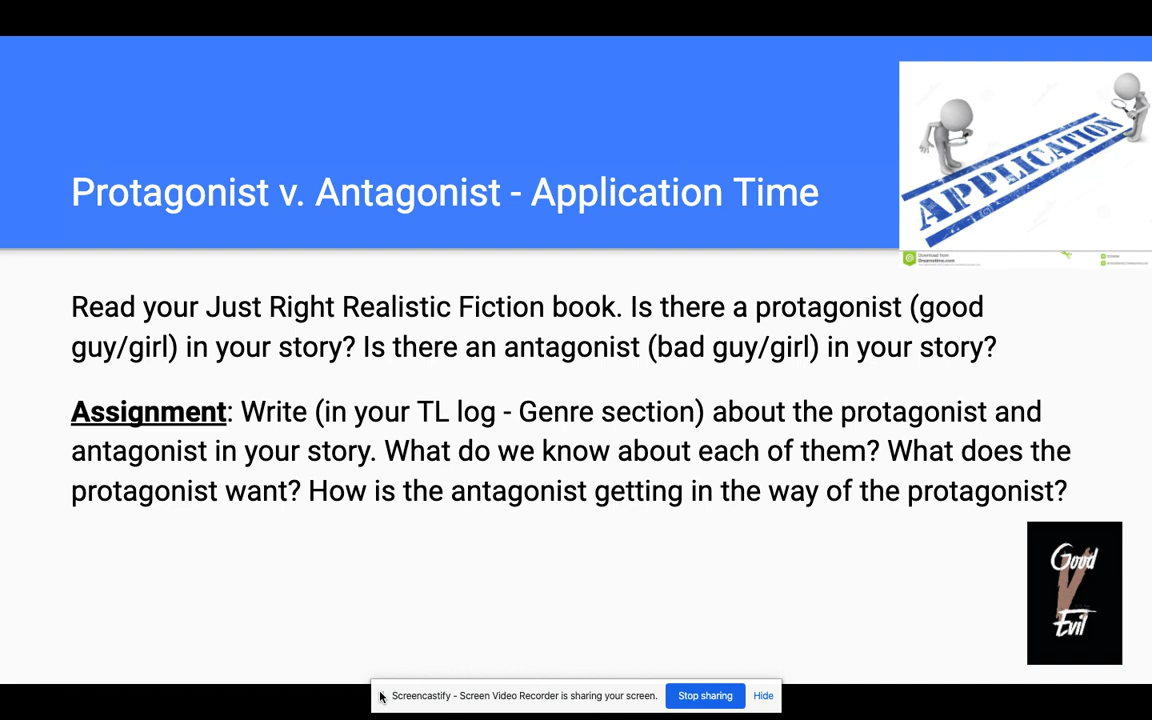 Protagonist v. Antagonist - Application Time
APPLICATION
Download from
Dreamstime.com
Read your Just Right Realistic Fiction book. Is there a protagonist (good
guy/girl) in your story? Is there an antagonist (bad guy/girl) in your story?
Assignment: Write (in your TL log - Genre section) about the protagonist and
antagonist in your story. What do we know about each of them? What does the
protagonist want? How is the antagonist getting in the way of the protagonist?
Good
V
Evil
Screencastify - Screen Video Recorder is sharing your screen.
Stop sharing
Hide